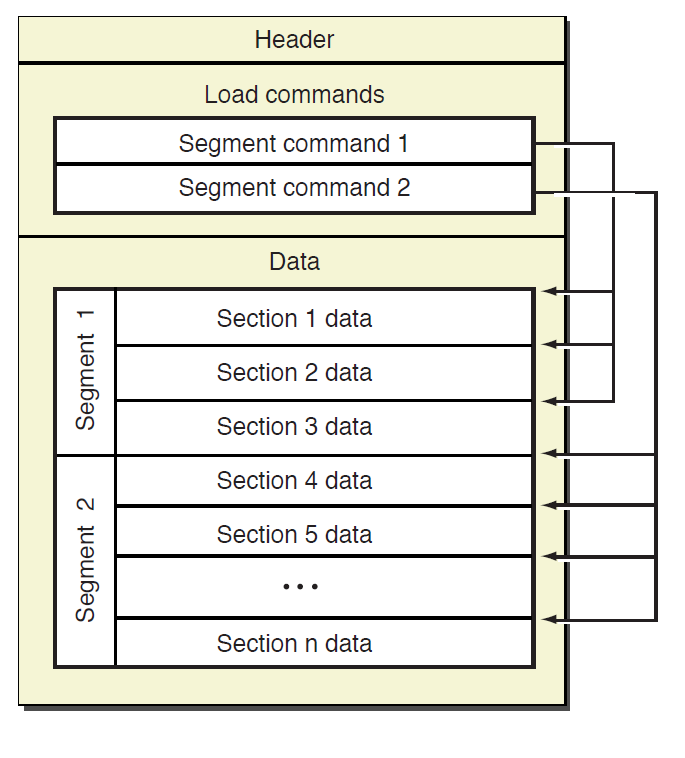 Header
Load commands
Segment command 1
Segment command 2
Data
Segment 1
Section 1 data
Section 2 data
Section 3 data
Segment 2
Section 4 data
Section 5 data
...
Section n data